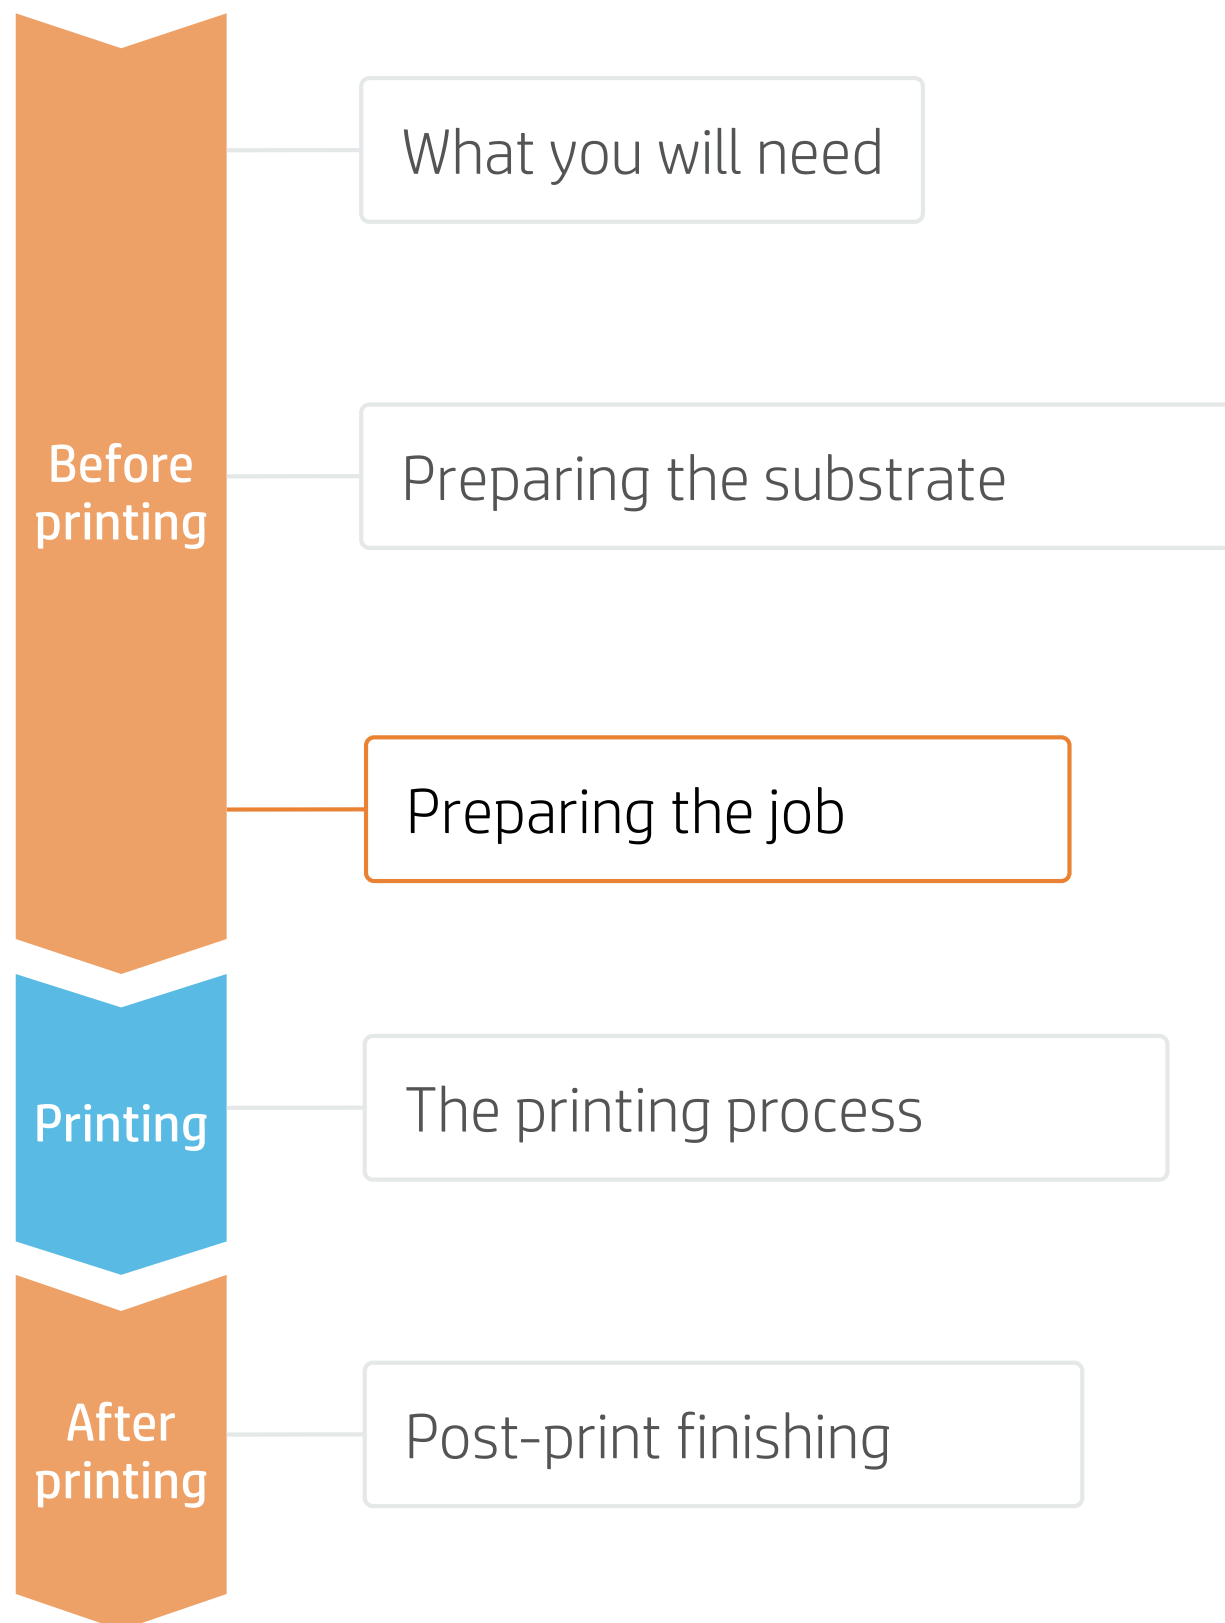 What you will need
Before
printing
Preparing the substrate
Preparing the job
Printing
The printing process
After
printing
Post-print finishing